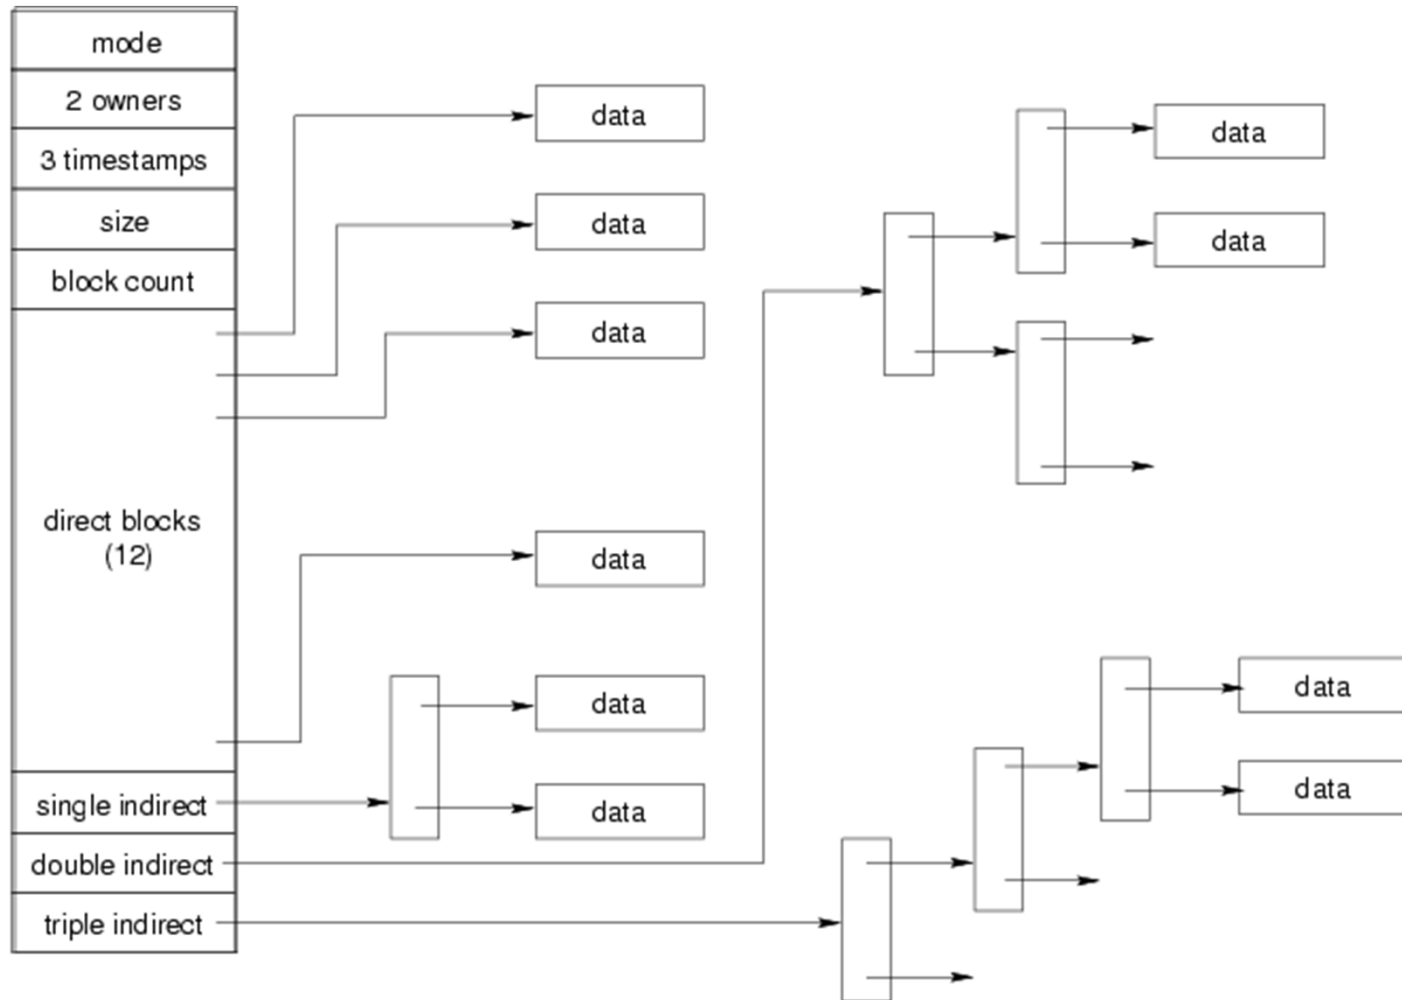 mode
2 owners
3 timestamps
size
block count
direct blocks
(12)
single indirect
double indirect
triple indirect
data
data
data
data
data
data
data
data
data
data